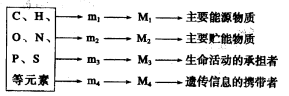 C、H、 m₁ M₁ 主要能源物质
O、N、 m₂ M₂ 主要贮能物质
P、S m₃ M₃ 生命活动的承担者
等元素 m₄ M₄ 遗传信息的携带者